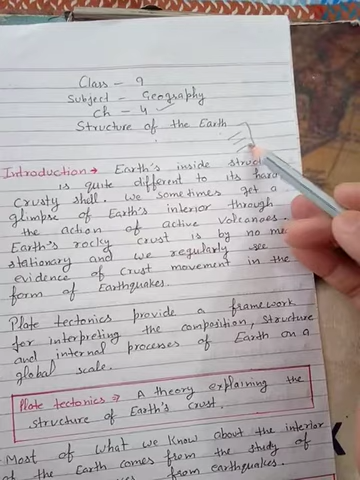 Class - 9
Subject - Geography
Ch - 4
Structure of the Earth
Introduction → Earth's inside
is quite different to its hard
crusty shell. We sometimes get a
glimpse of Earth's interior through
the action of active volcanoes.
Earth's rocky crust is by no
stationary and we regularly see
evidence of crust movement in the
form of Earthquakes.
Plate tectonics provide a framework
for interpreting the composition, structure
and internal processes of Earth on a
global scale.
Plate tectonics → A theory explaining the
structure of Earth's crust.
Most of what we know about the interior
of the Earth comes from the study of
from earthquakes.